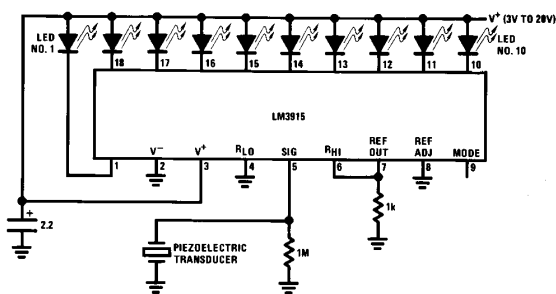 V+ (3V TO 20V)
LED
NO. 1
LED
NO. 10
18
17
16
15
14
13
12
11
10
LM3915
V−
V+
RLO
SIG
RHI
REF
OUT
REF
ADJ
MODE
1
2
3
4
5
6
7
8
9
+
2.2
PIEZOELECTRIC
TRANSDUCER
1M
1k